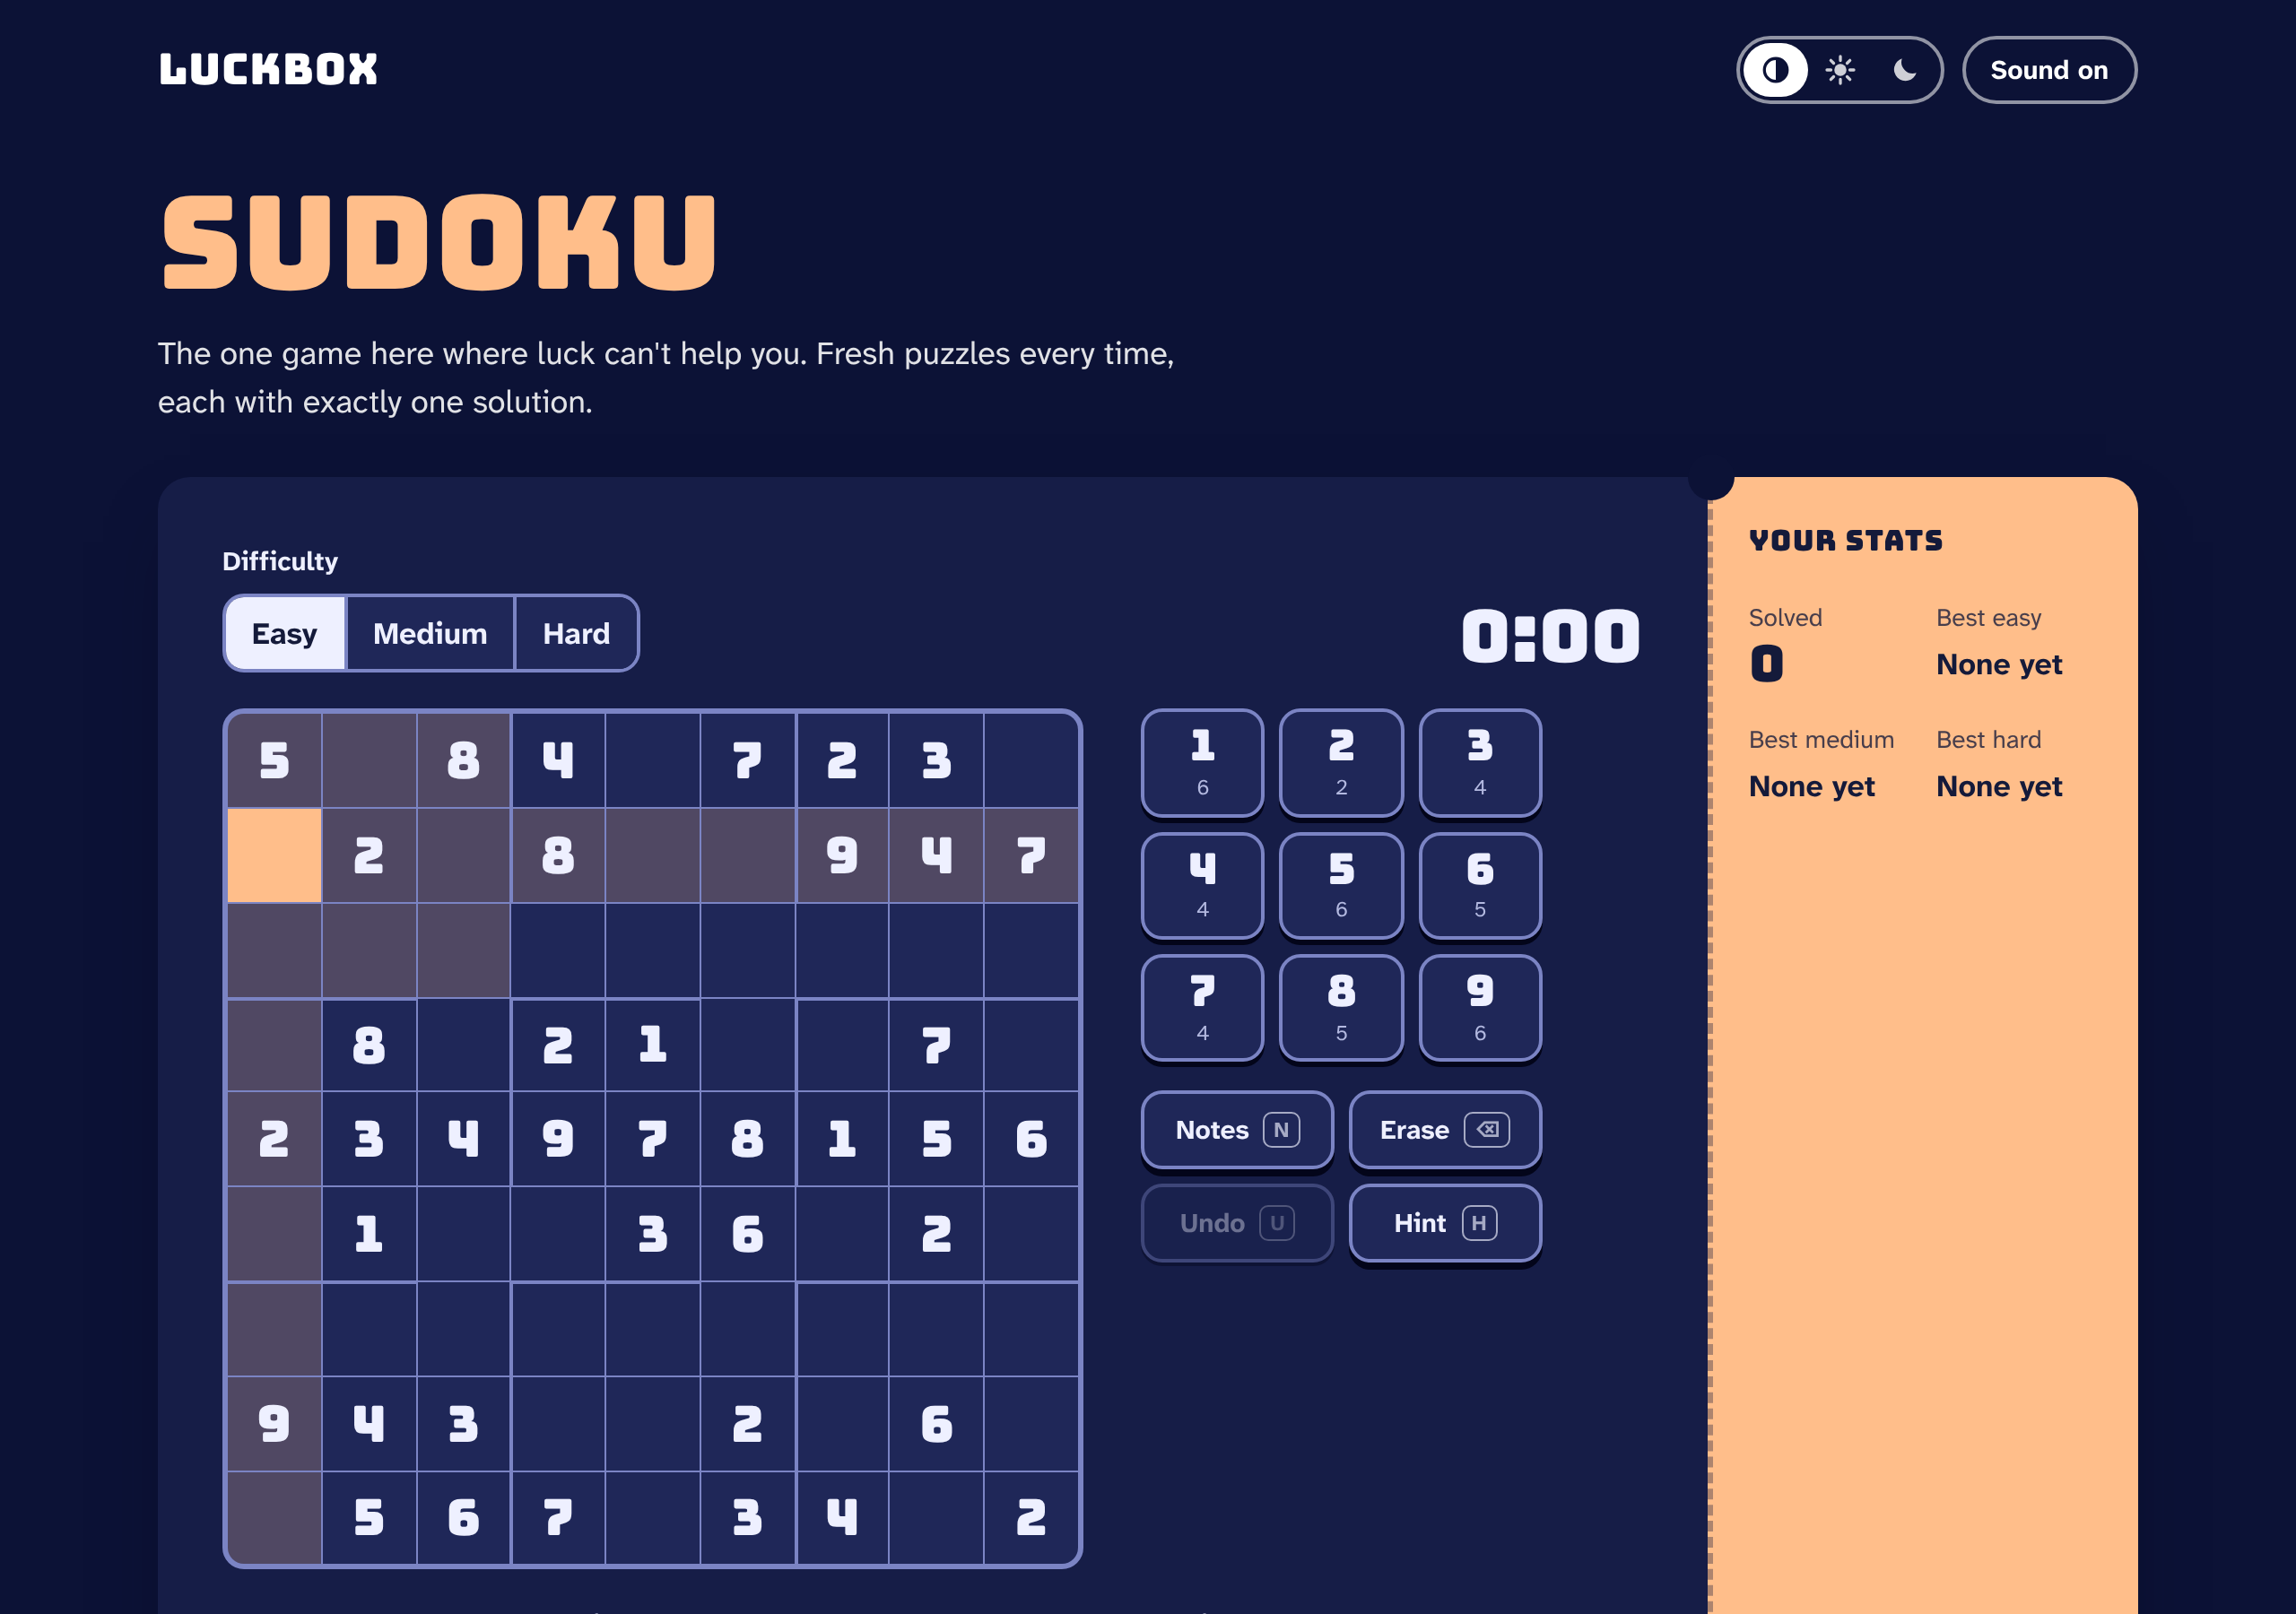 LUCKBOX
Sound on
SUDOKU
The one game here where luck can't help you. Fresh puzzles every time,
each with exactly one solution.
Difficulty
Easy Medium Hard
0:00
5 8 4 7 2 3
2 8 9 4 7
8 2 1 7
2 3 4 9 7 8 1 5 6
1 3 6 2
9 4 3 2 6
5 6 7 3 4 2
1 2 3
6 2 4
4 5 6
4 6 5
7 8 9
4 5 6
Notes N Erase
Undo U Hint H
YOUR STATS
Solved Best easy
0 None yet
Best medium Best hard
None yet None yet